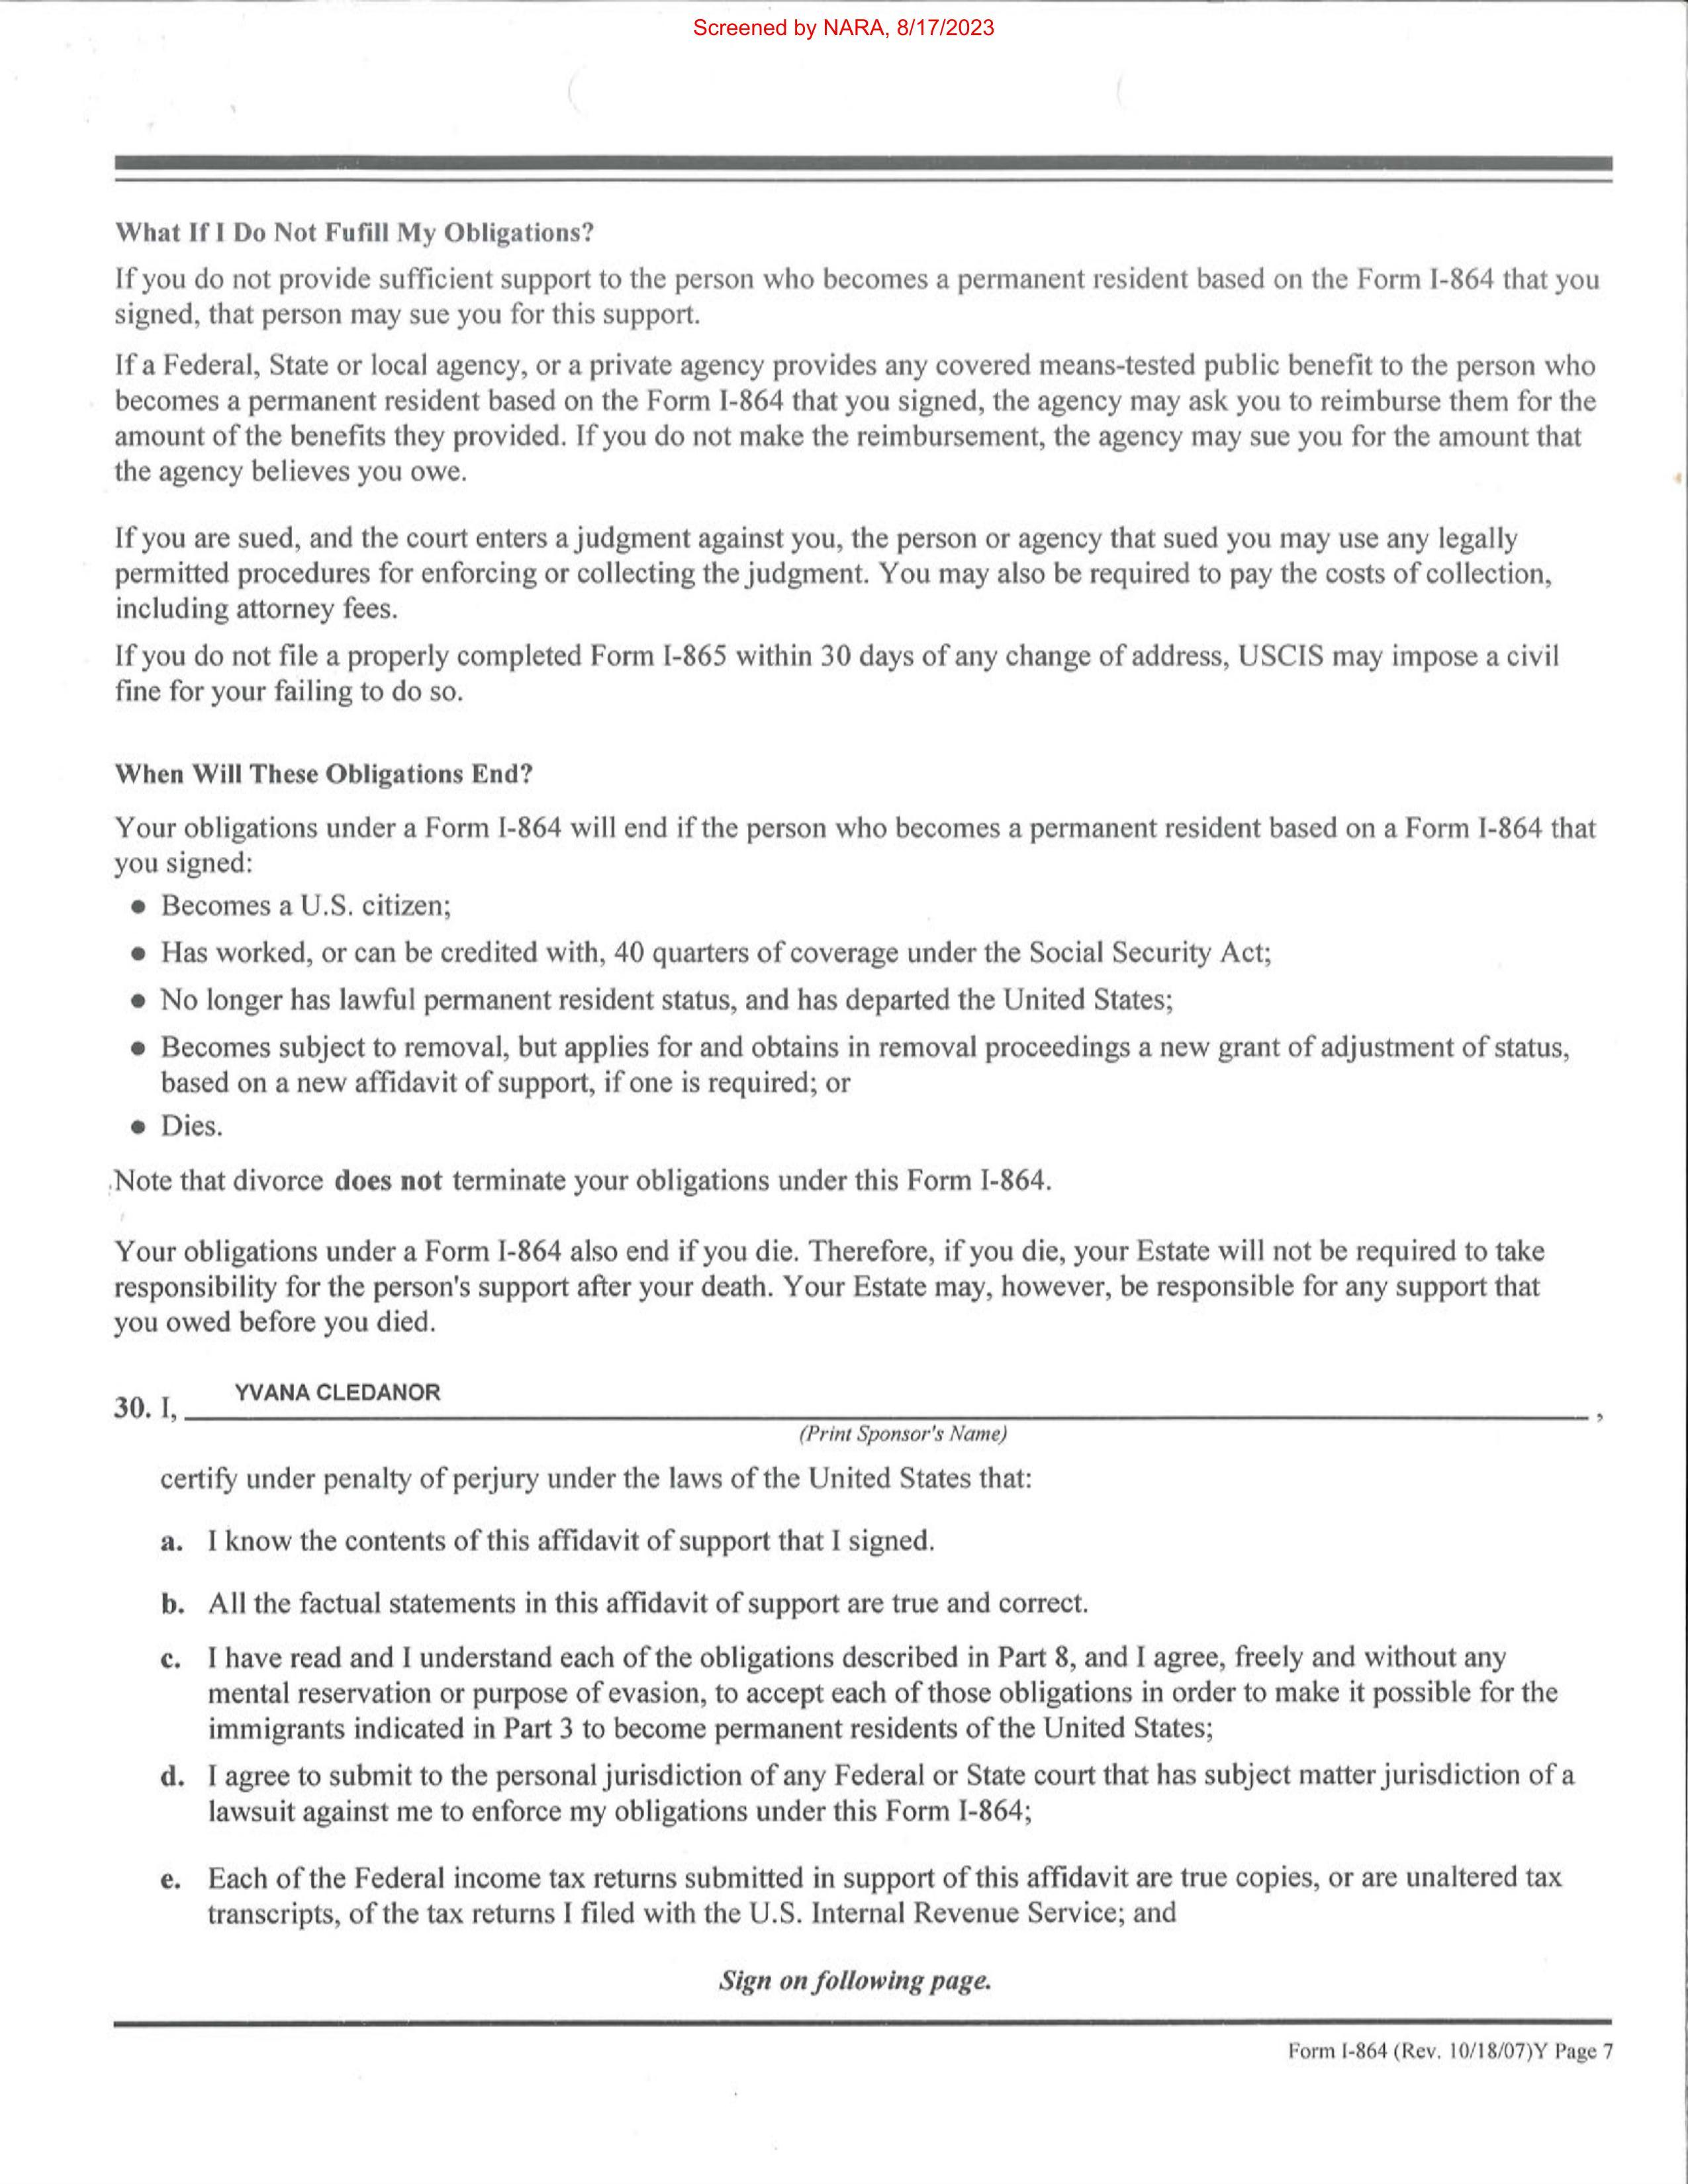 Screened by NARA, 8/17/2023
What If I Do Not Fufill My Obligations?
If you do not provide sufficient support to the person who becomes a permanent resident based on the Form I-864 that you
signed, that person may sue you for this support.
If a Federal, State or local agency, or a private agency provides any covered means-tested public benefit to the person who
becomes a permanent resident based on the Form I-864 that you signed, the agency may ask you to reimburse them for the
amount of the benefits they provided. If you do not make the reimbursement, the agency may sue you for the amount that
the agency believes you owe.
If you are sued, and the court enters a judgment against you, the person or agency that sued you may use any legally
permitted procedures for enforcing or collecting the judgment. You may also be required to pay the costs of collection,
including attorney fees.
If you do not file a properly completed Form I-865 within 30 days of any change of address, USCIS may impose a civil
fine for your failing to do so.
When Will These Obligations End?
Your obligations under a Form I-864 will end if the person who becomes a permanent resident based on a Form I-864 that
you signed:
● Becomes a U.S. citizen;
● Has worked, or can be credited with, 40 quarters of coverage under the Social Security Act;
● No longer has lawful permanent resident status, and has departed the United States;
● Becomes subject to removal, but applies for and obtains in removal proceedings a new grant of adjustment of status,
based on a new affidavit of support, if one is required; or
● Dies.
Note that divorce does not terminate your obligations under this Form I-864.
Your obligations under a Form I-864 also end if you die. Therefore, if you die, your Estate will not be required to take
responsibility for the person's support after your death. Your Estate may, however, be responsible for any support that
you owed before you died.
30. I, YVANA CLEDANOR ,
(Print Sponsor's Name)
certify under penalty of perjury under the laws of the United States that:
a. I know the contents of this affidavit of support that I signed.
b. All the factual statements in this affidavit of support are true and correct.
c. I have read and I understand each of the obligations described in Part 8, and I agree, freely and without any
mental reservation or purpose of evasion, to accept each of those obligations in order to make it possible for the
immigrants indicated in Part 3 to become permanent residents of the United States;
d. I agree to submit to the personal jurisdiction of any Federal or State court that has subject matter jurisdiction of a
lawsuit against me to enforce my obligations under this Form I-864;
e. Each of the Federal income tax returns submitted in support of this affidavit are true copies, or are unaltered tax
transcripts, of the tax returns I filed with the U.S. Internal Revenue Service; and
Sign on following page.
Form I-864 (Rev. 10/18/07)Y Page 7